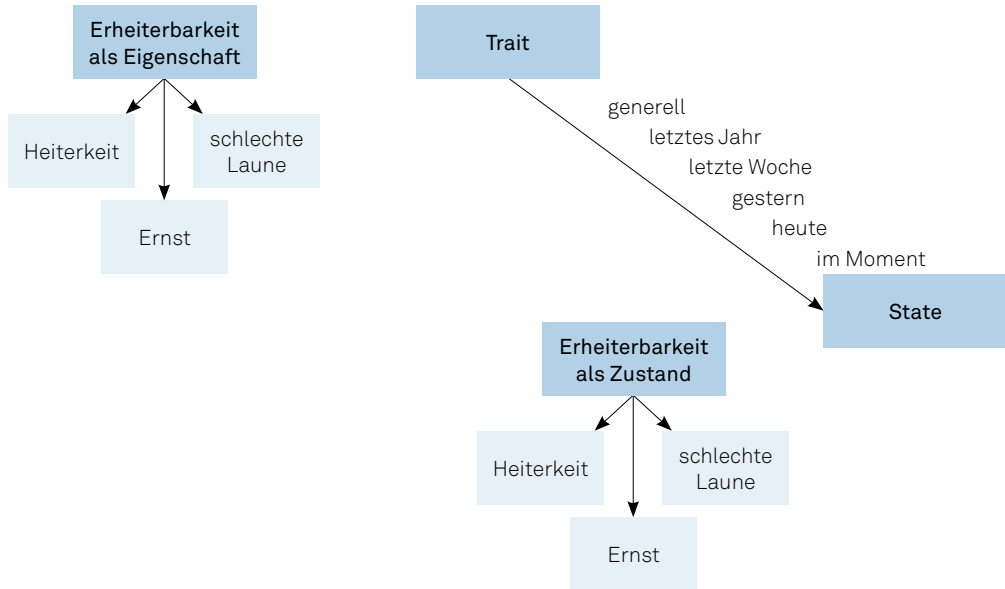 Erheiterbarkeit
als Eigenschaft
Heiterkeit
schlechte
Laune
Ernst
Trait
generell
letztes Jahr
letzte Woche
gestern
heute
im Moment
State
Erheiterbarkeit
als Zustand
Heiterkeit
schlechte
Laune
Ernst